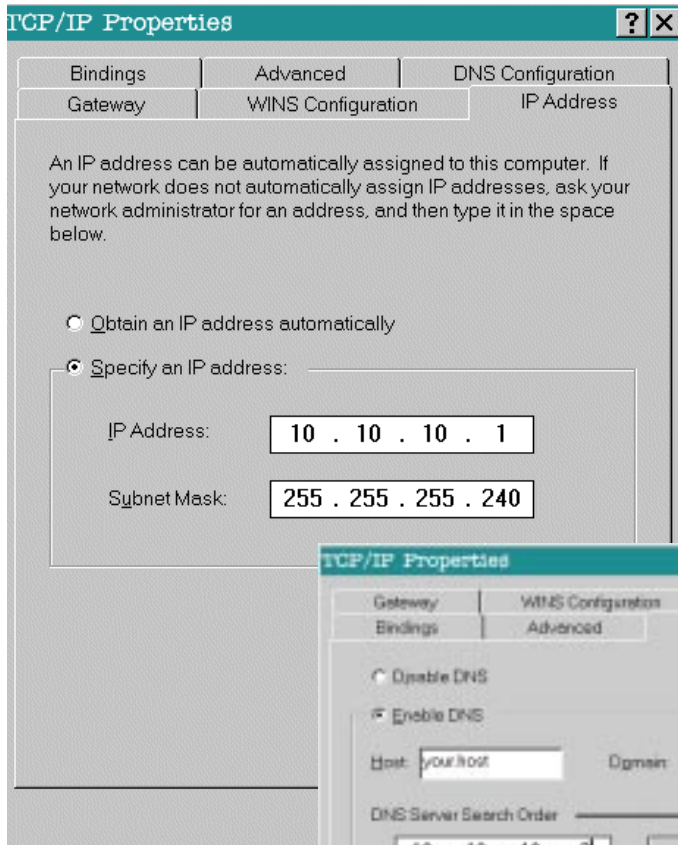 TCP/IP Properties
? X
Bindings Advanced DNS Configuration
Gateway WINS Configuration IP Address
An IP address can be automatically assigned to this computer. If
your network does not automatically assign IP addresses, ask your
network administrator for an address, and then type it in the space
below.
Obtain an IP address automatically
Specify an IP address:
IP Address: 10 . 10 . 10 . 1
Subnet Mask: 255 . 255 . 255 . 240
TCP/IP Properties
Gateway WINS Configuration
Bindings Advanced
Disable DNS
Enable DNS
Host: your.host Domain
DNS Server Search Order